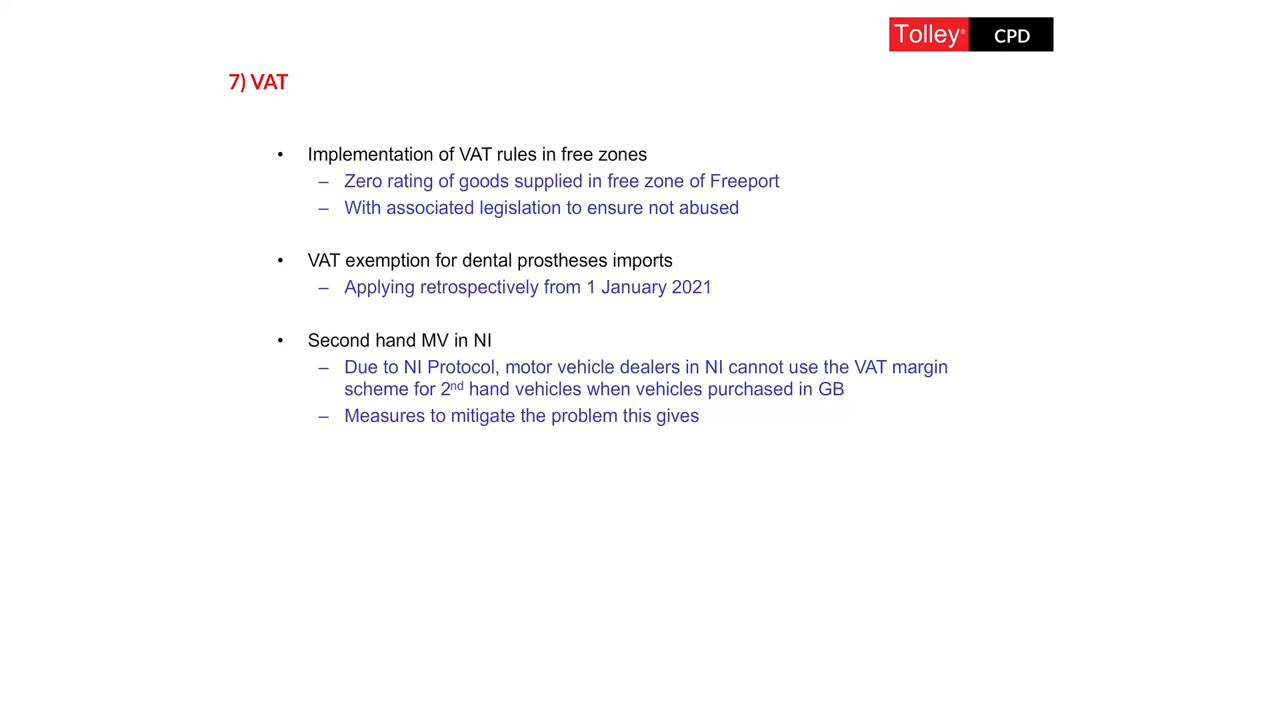 Tolley® CPD
7) VAT
• Implementation of VAT rules in free zones
– Zero rating of goods supplied in free zone of Freeport
– With associated legislation to ensure not abused
• VAT exemption for dental prostheses imports
– Applying retrospectively from 1 January 2021
• Second hand MV in NI
– Due to NI Protocol, motor vehicle dealers in NI cannot use the VAT margin
scheme for 2nd hand vehicles when vehicles purchased in GB
– Measures to mitigate the problem this gives